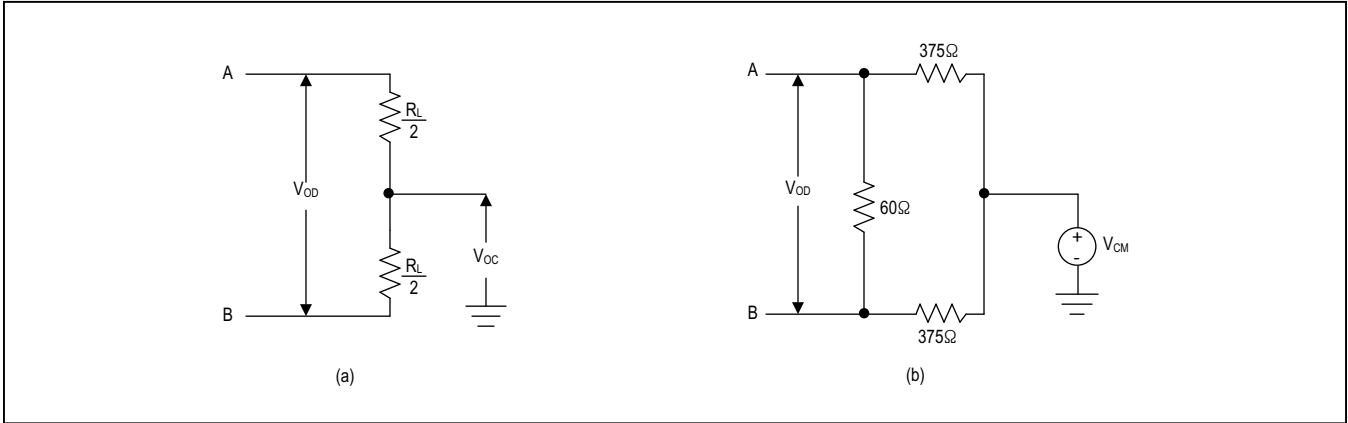 A
R_L
2
V_OD
V_OC
R_L
2
B
(a)
375Ω
A
V_OD
60Ω
+
-
V_CM
B
375Ω
(b)